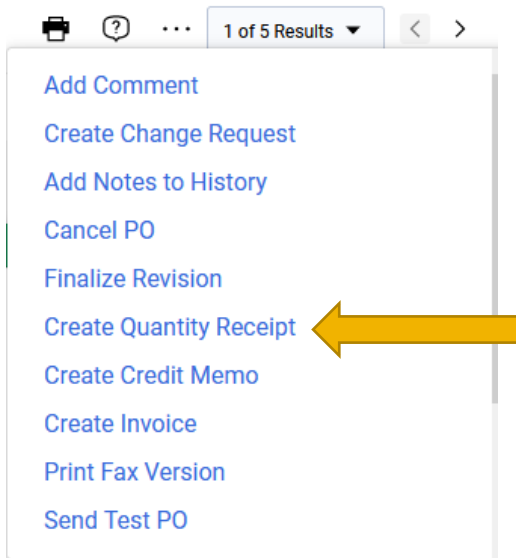 ? ... 1 of 5 Results
Add Comment
Create Change Request
Add Notes to History
Cancel PO
Finalize Revision
Create Quantity Receipt
Create Credit Memo
Create Invoice
Print Fax Version
Send Test PO